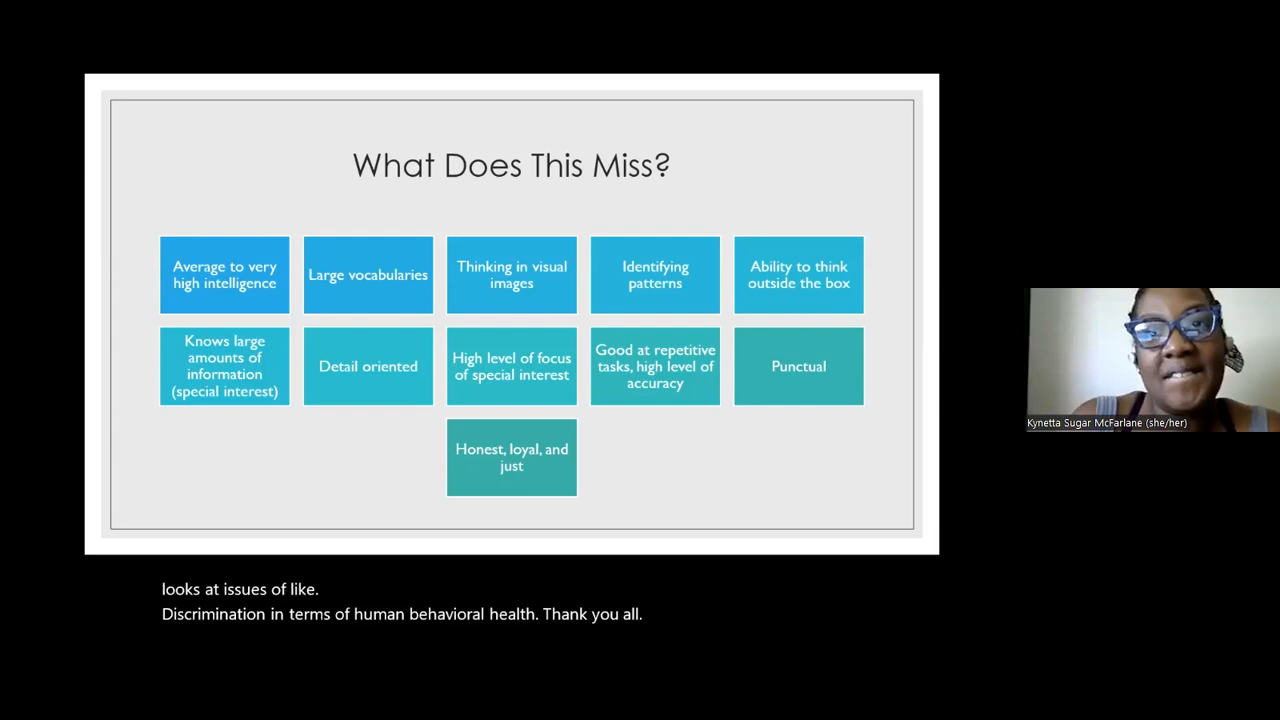 What Does This Miss?
Average to very
high intelligence
Large vocabularies
Thinking in visual
images
Identifying
patterns
Ability to think
outside the box
Knows large
amounts of
information
(special interest)
Detail oriented
High level of focus
of special interest
Good at repetitive
tasks, high level of
accuracy
Punctual
Honest, loyal, and
just
Kynetta Sugar McFarlane (she/her)
looks at issues of like.
Discrimination in terms of human behavioral health. Thank you all.